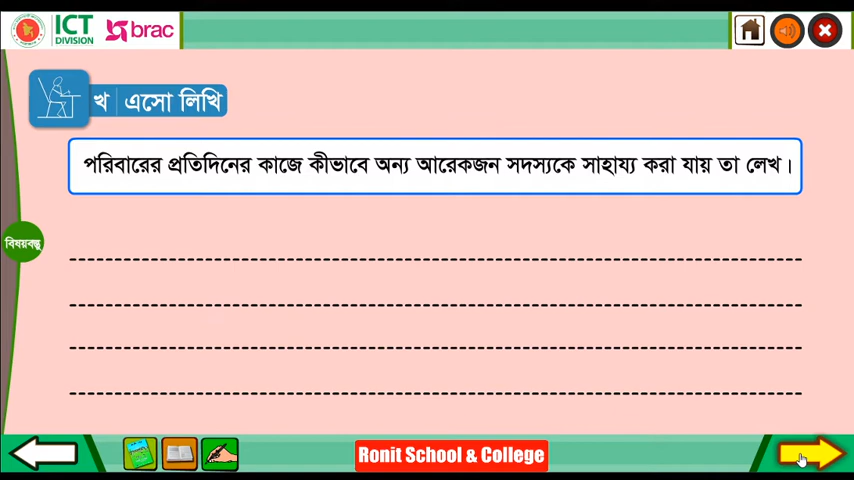 ICT
DIVISION
brac
খ এসো লিখি
পরিবারের প্রতিদিনের কাজে কীভাবে অন্য আরেকজন সদস্যকে সাহায্য করা যায় তা লেখ।
বিষয়বস্তু
Ronit School & College